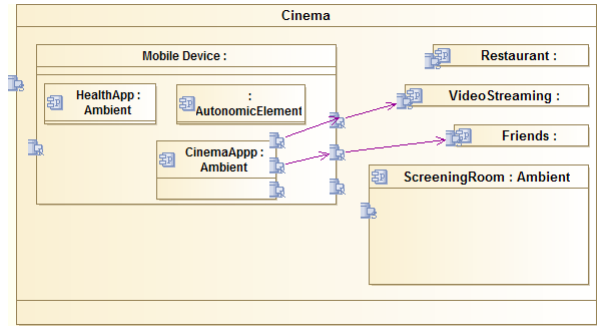 Cinema
Mobile Device :
Restaurant :
HealthApp :
Ambient
:
AutonomicElement
VideoStreaming :
Friends :
CinemaAppp :
Ambient
ScreeningRoom : Ambient